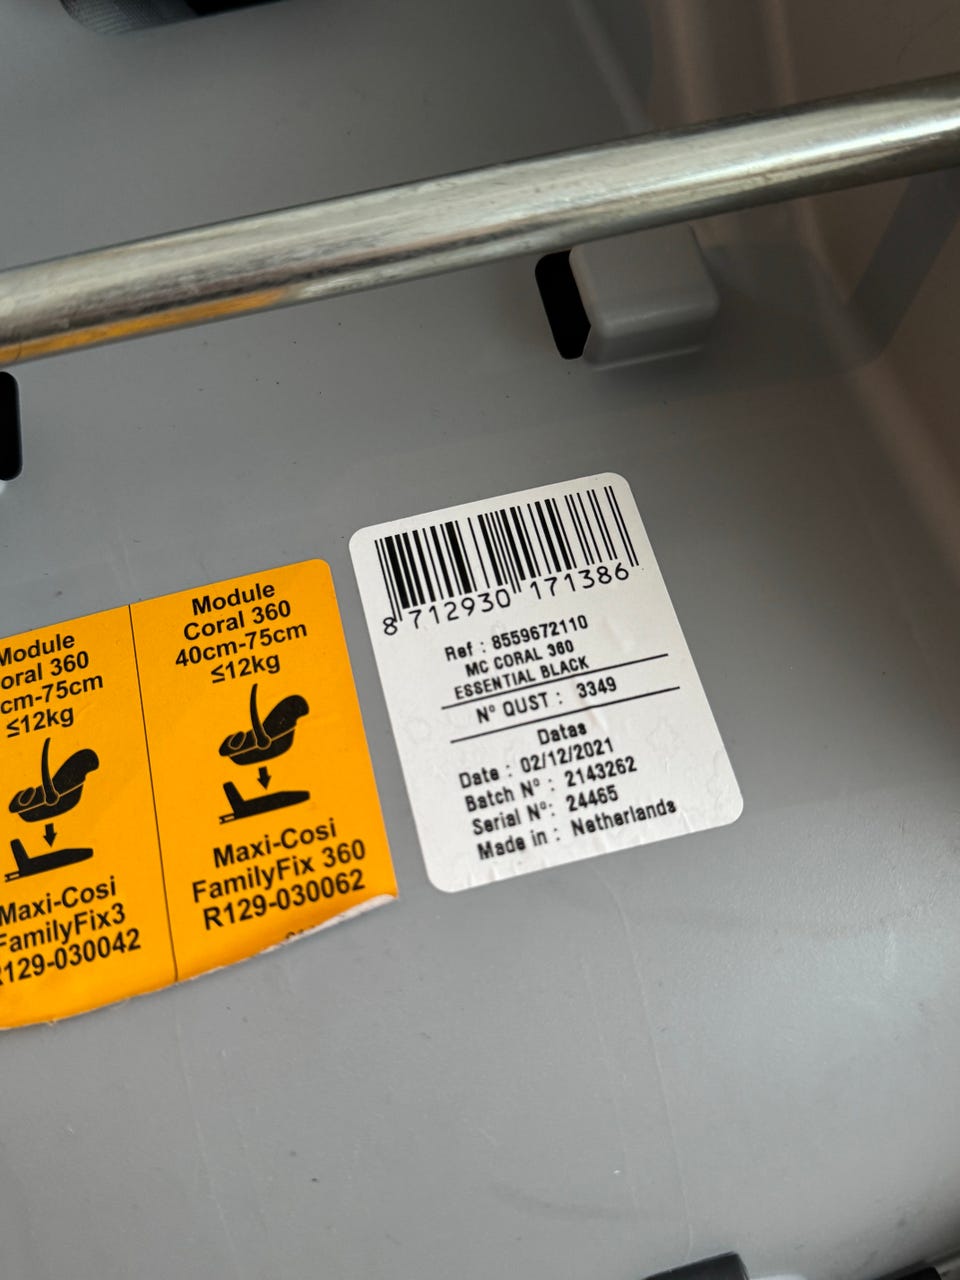 Module
oral 360
cm-75cm
≤12kg
Maxi-Cosi
FamilyFix3
R129-030042
Module
Coral 360
40cm-75cm
≤12kg
Maxi-Cosi
FamilyFix 360
R129-030062
8 712930 171386
Ref : 8559672110
MC CORAL 360
ESSENTIAL BLACK
Nº QUST : 3349
Datas
Date : 02/12/2021
Batch Nº : 2143262
Serial Nº: 24465
Made in : Netherlands